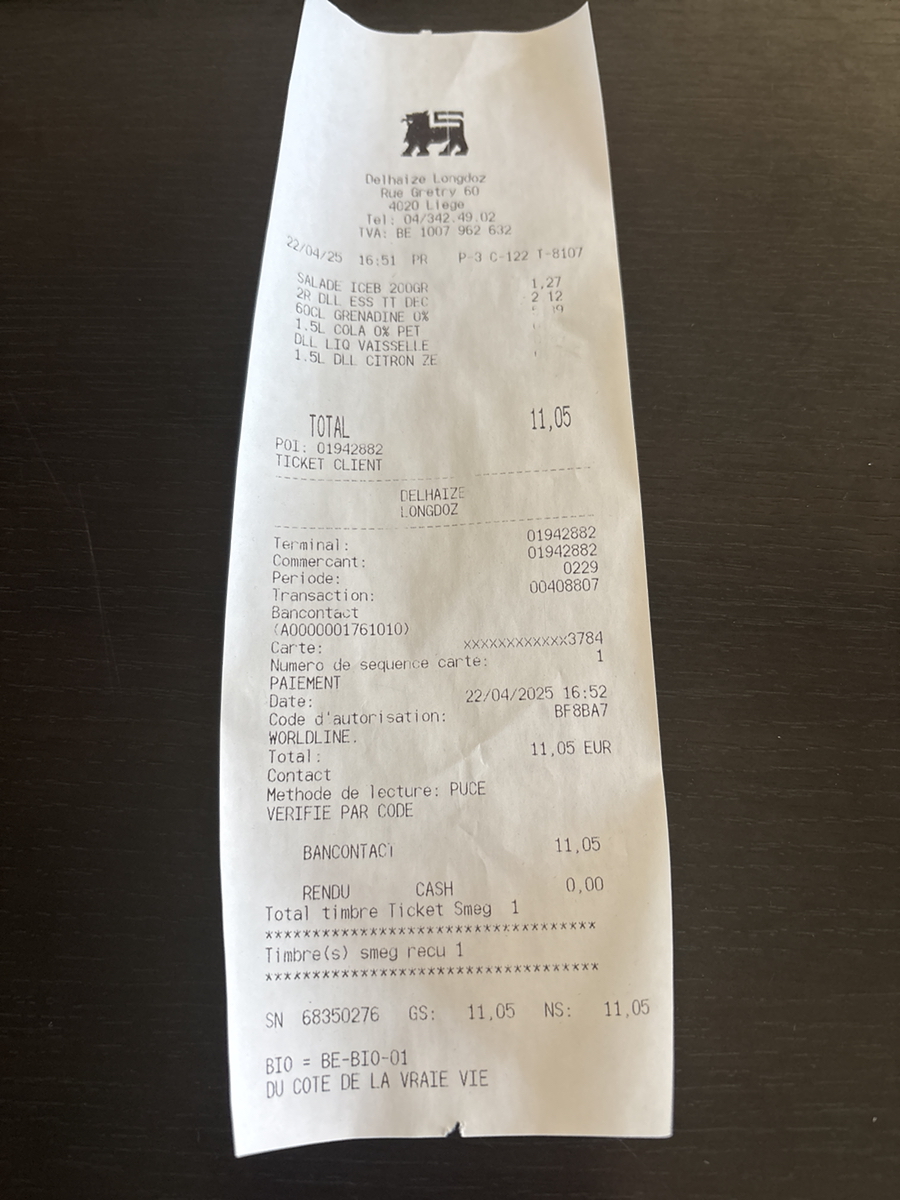 Delhaize Longdoz
Rue Gretry 60
4020 Liege
Tel: 04/342.49.02
TVA: BE 1007 962 632
22/04/25 16:51 PR P-3 C-122 T-8107
SALADE ICEB 200GR 1,27
2R DLL ESS TT DEC 2 12
60CL GRENADINE 0%
1.5L COLA 0% PET
DLL LIQ VAISSELLE
1.5L DLL CITRON ZE
TOTAL 11,05
POI: 01942882
TICKET CLIENT
DELHAIZE
LONGDOZ
Terminal: 01942882
Commercant: 01942882
Periode: 0229
Transaction: 00408807
Bancontact
(A0000001761010)
Carte: xxxxxxxxxxxxx3784
Numero de sequence carte: 1
PAIEMENT
Date: 22/04/2025 16:52
Code d'autorisation: BF8BA7
WORLDLINE.
Total: 11,05 EUR
Contact
Methode de lecture: PUCE
VERIFIE PAR CODE
BANCONTACT 11,05
RENDU CASH 0,00
Total timbre Ticket Smeg 1
***********************************
Timbre(s) smeg recu 1
***********************************
SN 68350276 GS: 11,05 NS: 11,05
BIO = BE-BIO-01
DU COTE DE LA VRAIE VIE